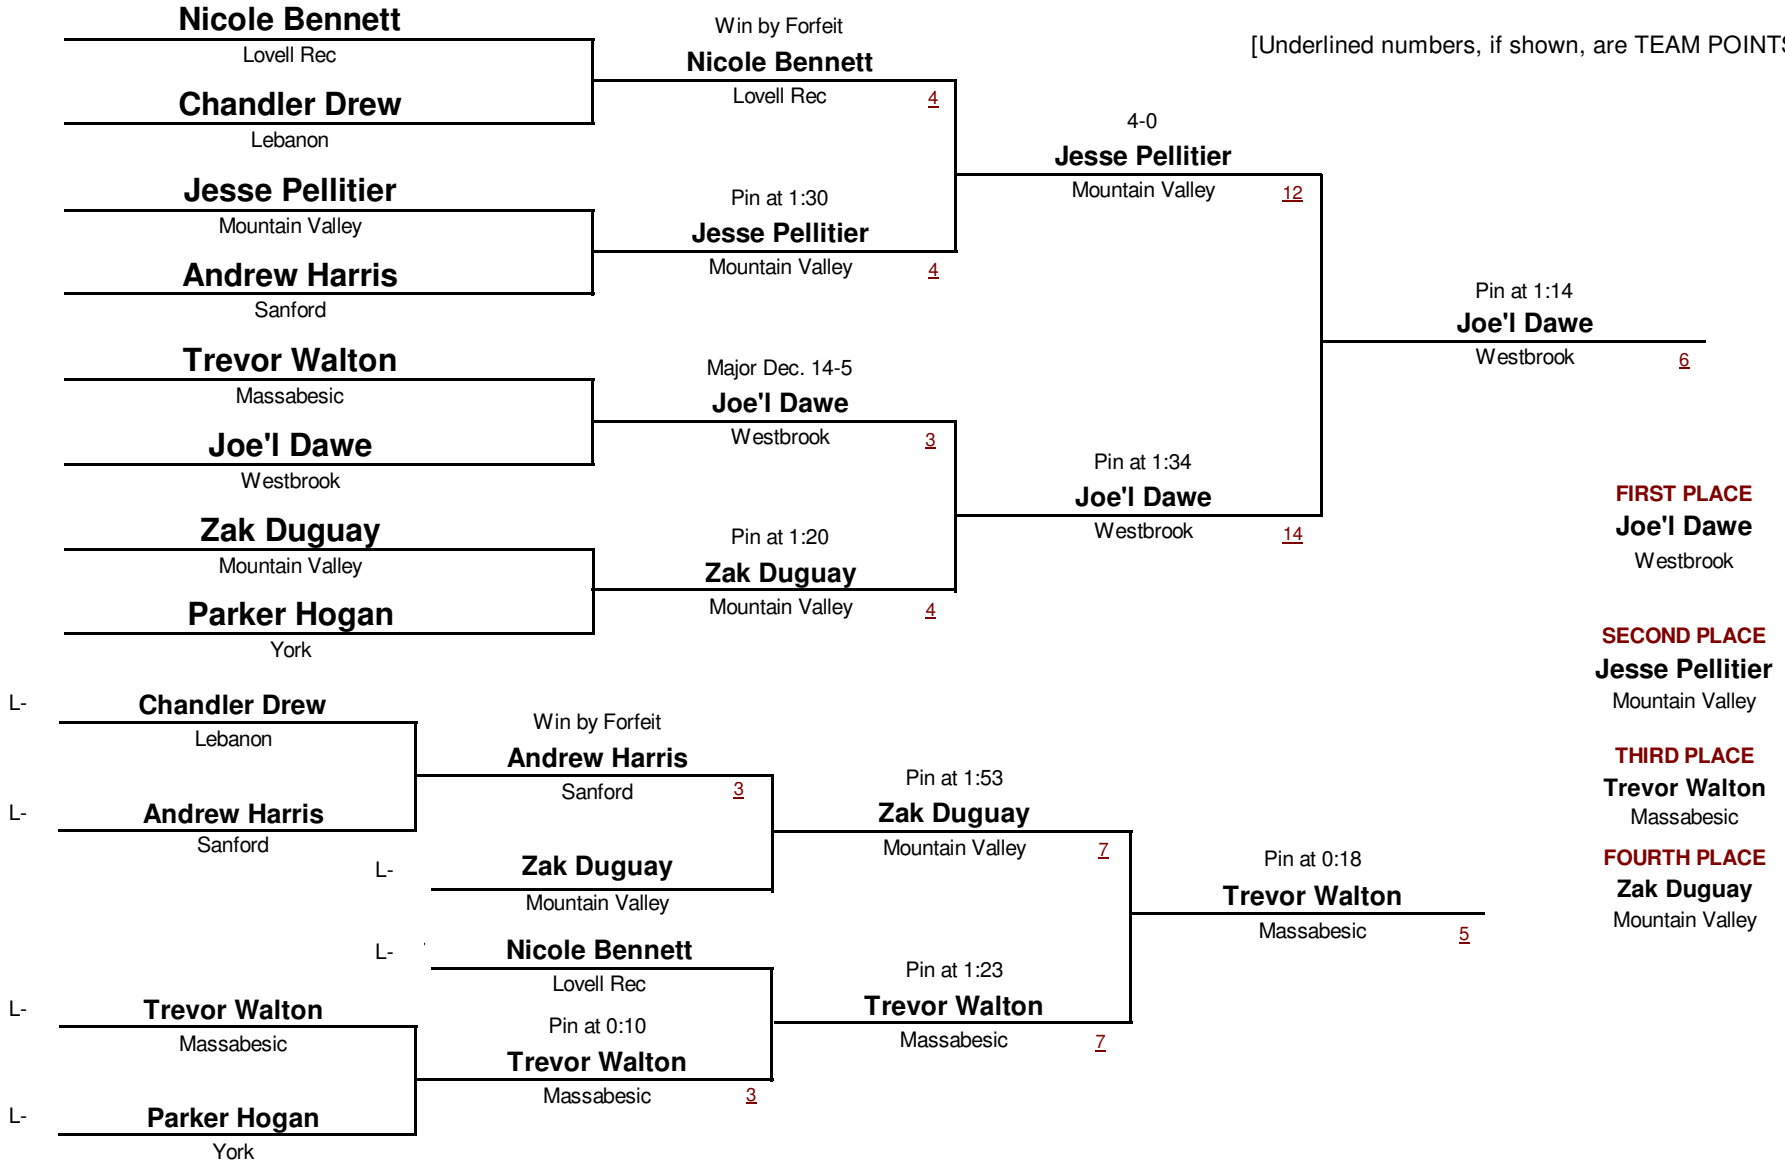 Nicole Bennett
Lovell Rec
Chandler Drew
Lebanon
Jesse Pellitier
Mountain Valley
Andrew Harris
Sanford
Trevor Walton
Massabesic
Joe'l Dawe
Westbrook
Zak Duguay
Mountain Valley
Parker Hogan
York
Win by Forfeit
Nicole Bennett
Lovell Rec 4
Pin at 1:30
Jesse Pellitier
Mountain Valley 4
Major Dec. 14-5
Joe'l Dawe
Westbrook 3
Pin at 1:20
Zak Duguay
Mountain Valley 4
[Underlined numbers, if shown, are TEAM POINTS
4-0
Jesse Pellitier
Mountain Valley 12
Pin at 1:34
Joe'l Dawe
Westbrook 14
Pin at 1:14
Joe'l Dawe
Westbrook 6
FIRST PLACE
Joe'l Dawe
Westbrook
SECOND PLACE
Jesse Pellitier
Mountain Valley
THIRD PLACE
Trevor Walton
Massabesic
FOURTH PLACE
Zak Duguay
Mountain Valley
L- Chandler Drew
Lebanon
L- Andrew Harris
Sanford
L- Trevor Walton
Massabesic
L- Parker Hogan
York
Win by Forfeit
Andrew Harris
Sanford 3
L- Zak Duguay
Mountain Valley
L- Nicole Bennett
Lovell Rec
Pin at 0:10
Trevor Walton
Massabesic 3
Pin at 1:53
Zak Duguay
Mountain Valley 7
Pin at 1:23
Trevor Walton
Massabesic 7
Pin at 0:18
Trevor Walton
Massabesic 5